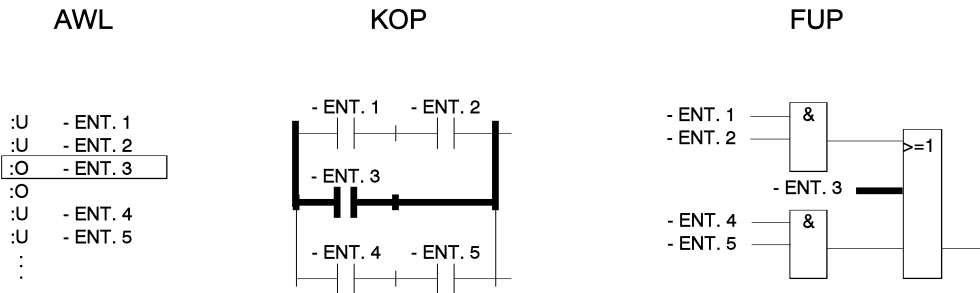 AWL
:U - ENT. 1
:U - ENT. 2
:O - ENT. 3
:O
:U - ENT. 4
:U - ENT. 5
:
KOP
- ENT. 1 - ENT. 2
- ENT. 3
- ENT. 4 - ENT. 5
FUP
- ENT. 1
- ENT. 2
&
>=1
- ENT. 3
- ENT. 4
- ENT. 5
&